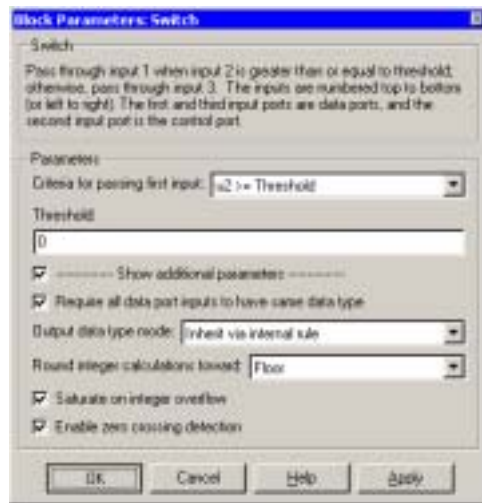 Block Parameters: Switch
Switch
Pass through input 1 when input 2 is greater than or equal to threshold;
otherwise, pass through input 3. The inputs are numbered top to bottom
(or left to right). The first and third input ports are data ports, and the
second input port is the control port.
Parameters
Criteria for passing first input: u2 >= Threshold
Threshold
0
---------- Show additional parameters ----------
Require all data port inputs to have same data type
Output data type mode: Inherit via internal rule
Round integer calculations toward: Floor
Saturate on integer overflow
Enable zero crossing detection
OK Cancel Help Apply